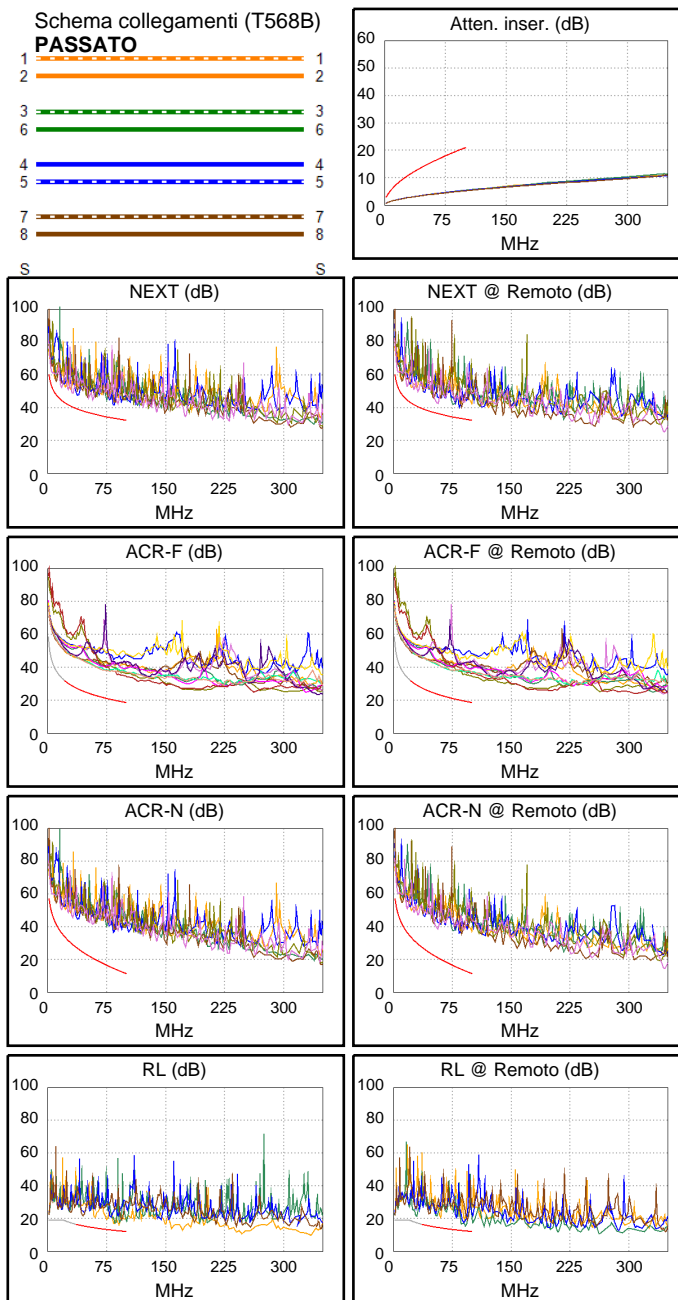 Schema collegamenti (T568B)
PASSATO
1 1
2 2
3 3
6 6
4 4
5 5
7 7
8 8
S S
Atten. inser. (dB)
60
50
40
30
20
10
0
0 75 150 225 300
MHz
NEXT (dB)
100
80
60
40
20
0
0 75 150 225 300
MHz
NEXT @ Remoto (dB)
100
80
60
40
20
0
0 75 150 225 300
MHz
ACR-F (dB)
100
80
60
40
20
0
0 75 150 225 300
MHz
ACR-F @ Remoto (dB)
100
80
60
40
20
0
0 75 150 225 300
MHz
ACR-N (dB)
100
80
60
40
20
0
0 75 150 225 300
MHz
ACR-N @ Remoto (dB)
100
80
60
40
20
0
0 75 150 225 300
MHz
RL (dB)
100
80
60
40
20
0
0 75 150 225 300
MHz
RL @ Remoto (dB)
100
80
60
40
20
0
0 75 150 225 300
MHz